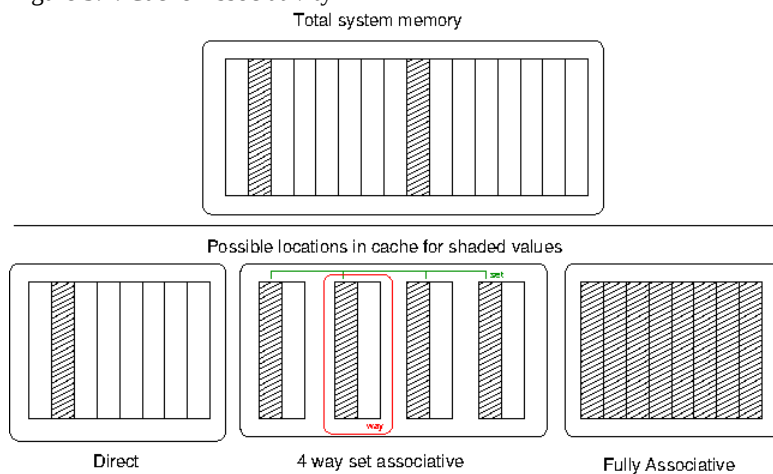 Total system memory
Possible locations in cache for shaded values
set
way
Direct
4 way set associative
Fully Associative